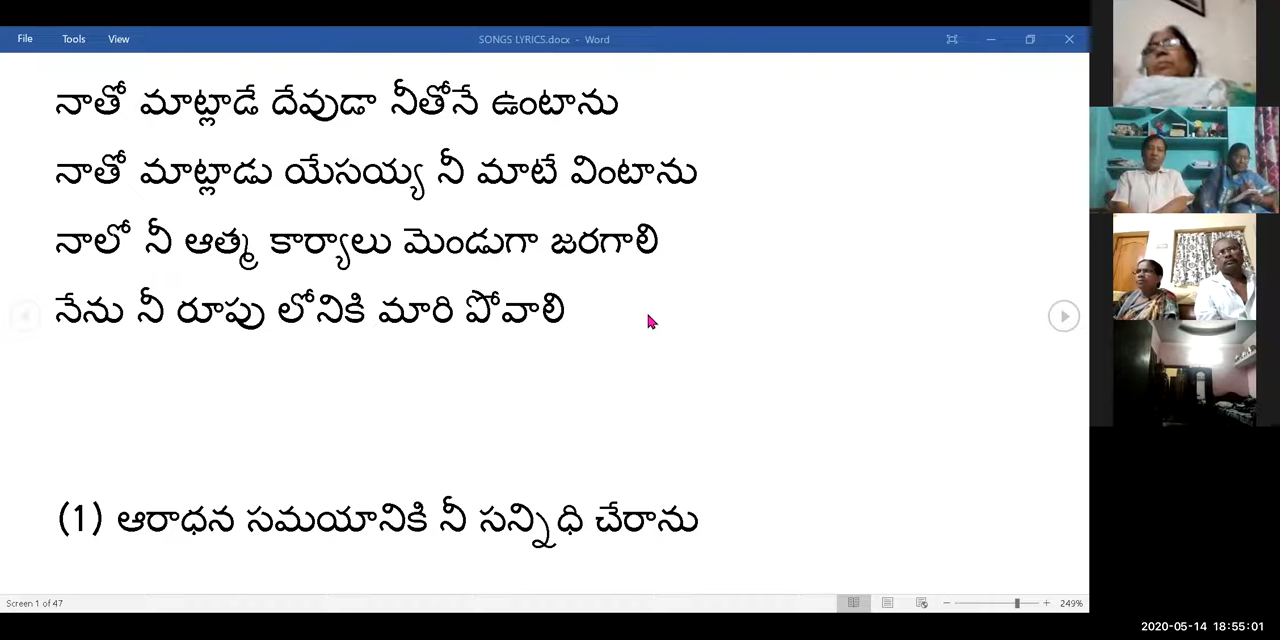 File Tools View SONGS LYRICS.docx - Word
నాతో మాట్లాడే దేవుడా నీతోనే ఉంటాను
నాతో మాట్లాడు యేసయ్య నీ మాటే వింటాను
నాలో నీ ఆత్మ కార్యాలు మెండుగా జరగాలి
నేను నీ రూపు లోనికి మారి పోవాలి
(1) ఆరాధన సమయానికి నీ సన్నిధి చేరాను
Screen 1 of 47 249%
2020-05-14 18:55:01